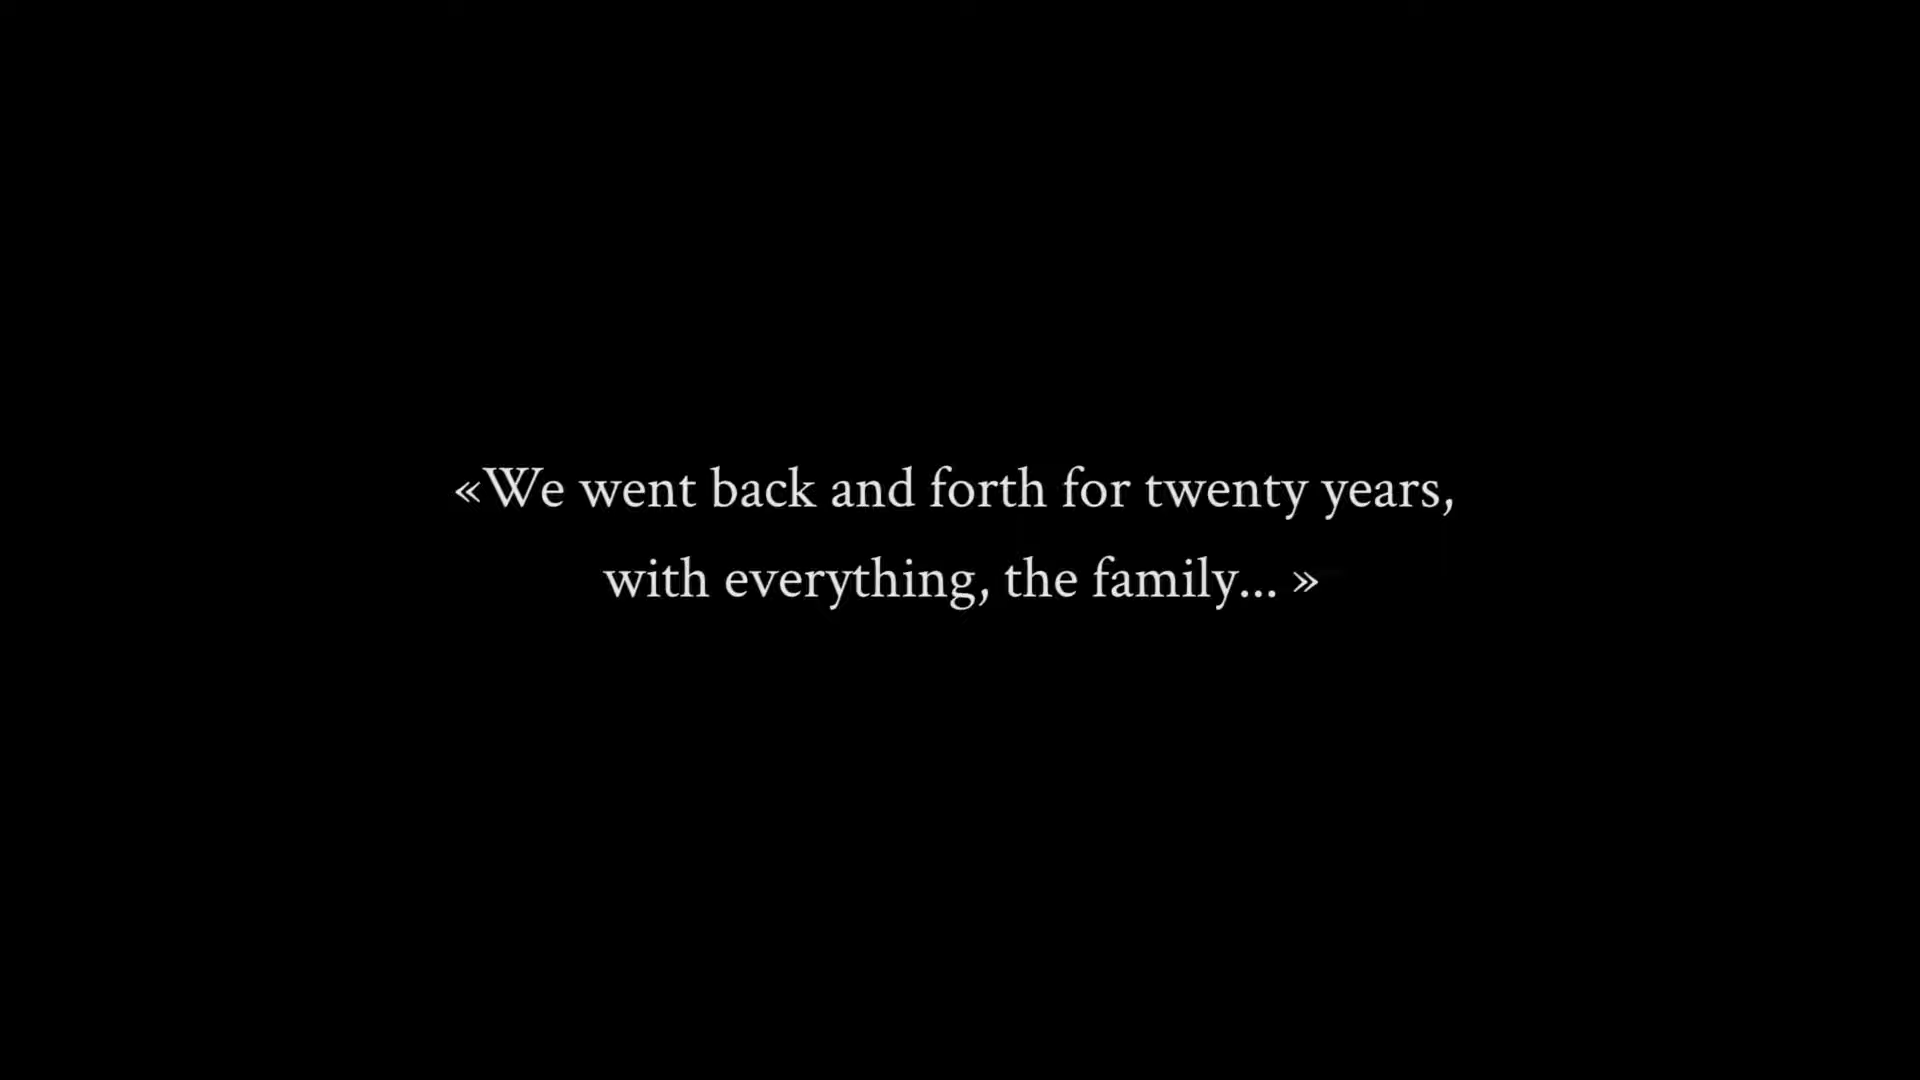 «We went back and forth for twenty years,
with everything, the family... »